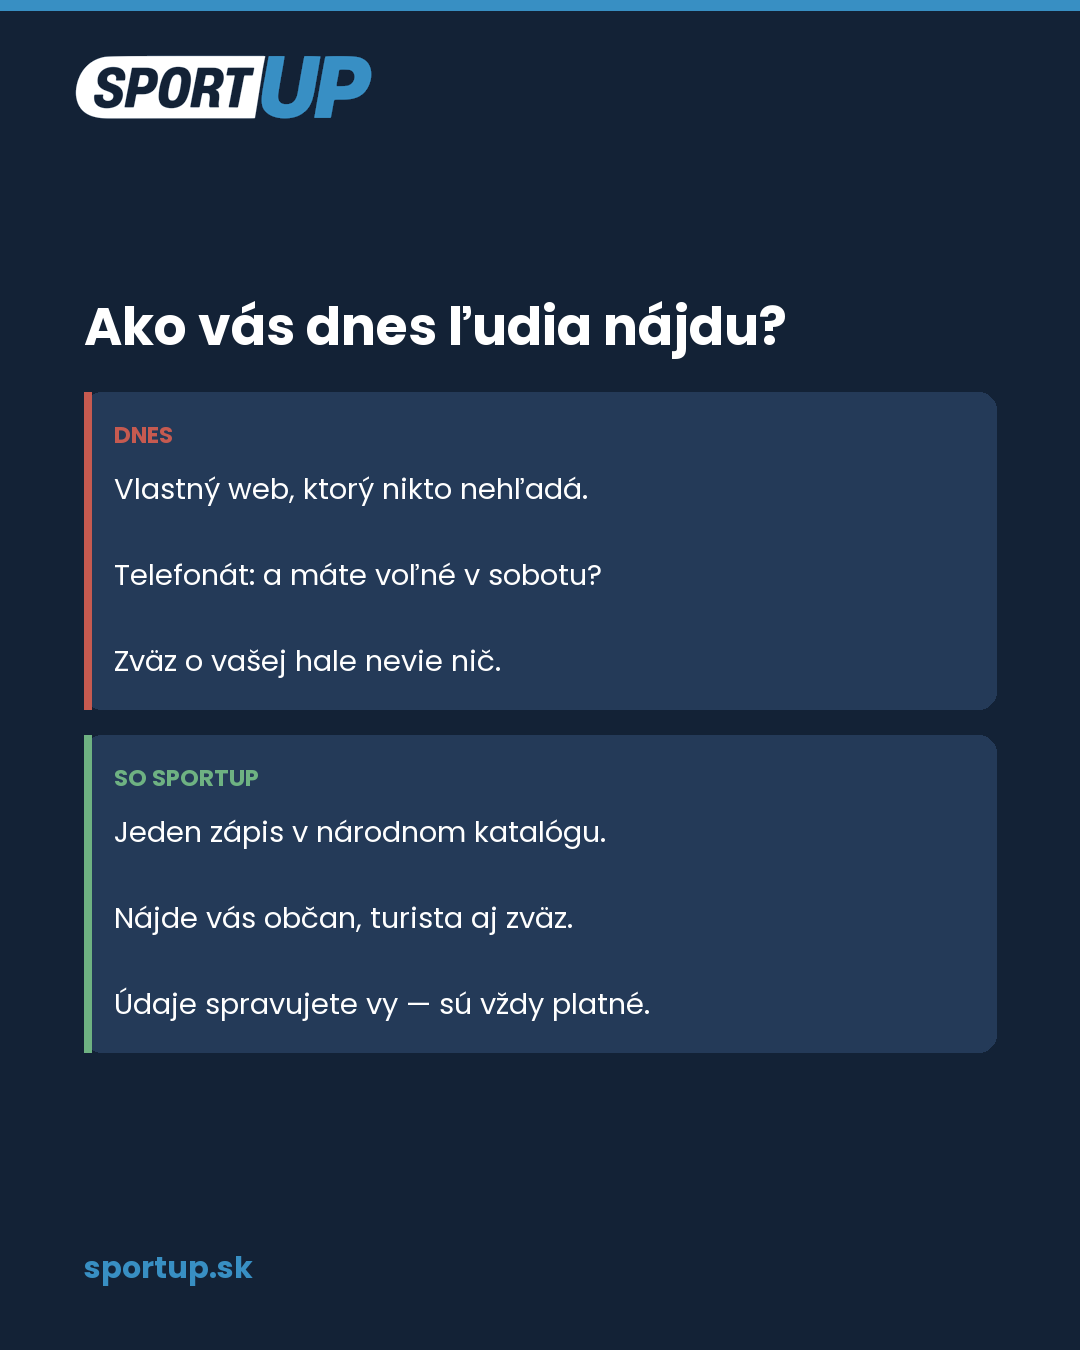 SPORTUP
Ako vás dnes ľudia nájdu?
DNES
Vlastný web, ktorý nikto nehľadá.
Telefonát: a máte voľné v sobotu?
Zväz o vašej hale nevie nič.
SO SPORTUP
Jeden zápis v národnom katalógu.
Nájde vás občan, turista aj zväz.
Údaje spravujete vy — sú vždy platné.
sportup.sk